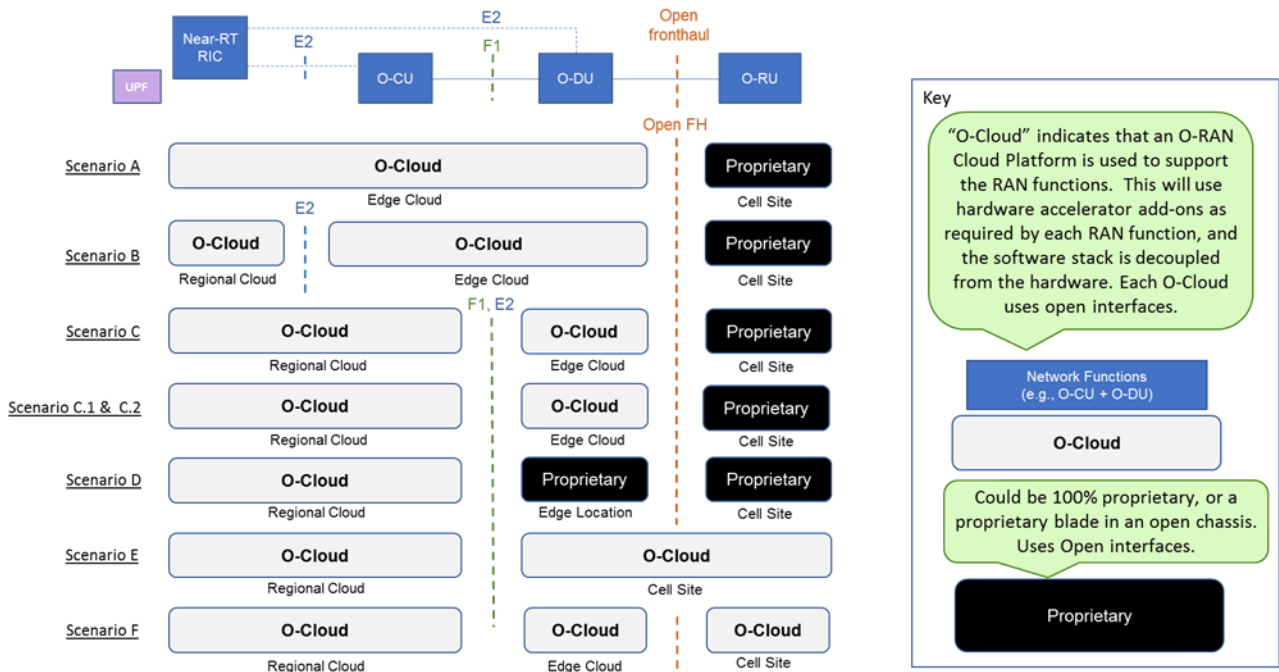 E2
Open
fronthaul
Near-RT
RIC
E2
F1
UPF
O-CU
O-DU
O-RU
Open FH
Scenario A
O-Cloud
Proprietary
Edge Cloud
Cell Site
E2
Scenario B
O-Cloud
O-Cloud
Proprietary
Regional Cloud
Edge Cloud
Cell Site
F1, E2
Scenario C
O-Cloud
O-Cloud
Proprietary
Regional Cloud
Edge Cloud
Cell Site
Scenario C.1 & C.2
O-Cloud
O-Cloud
Proprietary
Regional Cloud
Edge Cloud
Cell Site
Scenario D
O-Cloud
Proprietary
Proprietary
Regional Cloud
Edge Location
Cell Site
Scenario E
O-Cloud
O-Cloud
Regional Cloud
Cell Site
Scenario F
O-Cloud
O-Cloud
O-Cloud
Regional Cloud
Edge Cloud
Cell Site
Key
“O-Cloud” indicates that an O-RAN
Cloud Platform is used to support
the RAN functions. This will use
hardware accelerator add-ons as
required by each RAN function, and
the software stack is decoupled
from the hardware. Each O-Cloud
uses open interfaces.
Network Functions
(e.g., O-CU + O-DU)
O-Cloud
Could be 100% proprietary, or a
proprietary blade in an open chassis.
Uses Open interfaces.
Proprietary